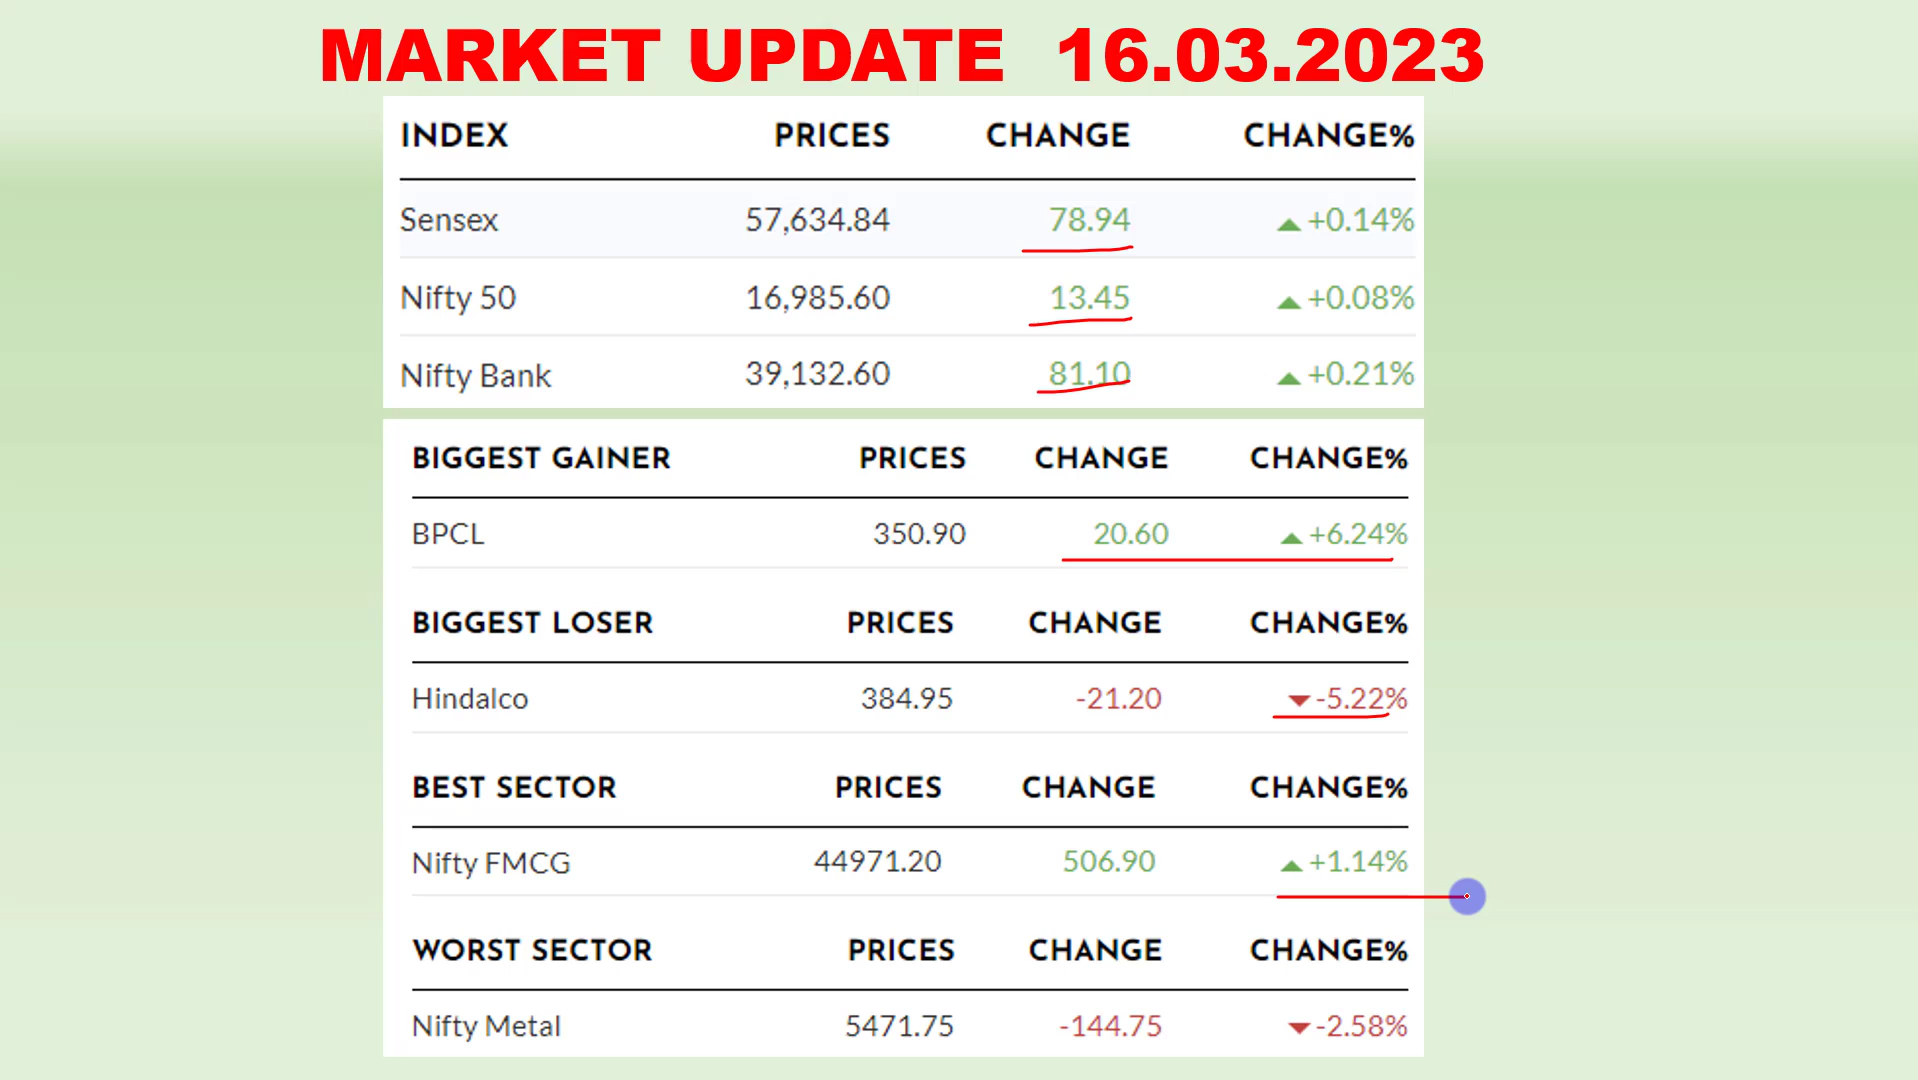 MARKET UPDATE 16.03.2023
INDEX PRICES CHANGE CHANGE%
Sensex 57,634.84 78.94 ▲ +0.14%
Nifty 50 16,985.60 13.45 ▲ +0.08%
Nifty Bank 39,132.60 81.10 ▲ +0.21%
BIGGEST GAINER PRICES CHANGE CHANGE%
BPCL 350.90 20.60 ▲ +6.24%
BIGGEST LOSER PRICES CHANGE CHANGE%
Hindalco 384.95 -21.20 ▼ -5.22%
BEST SECTOR PRICES CHANGE CHANGE%
Nifty FMCG 44971.20 506.90 ▲ +1.14%
WORST SECTOR PRICES CHANGE CHANGE%
Nifty Metal 5471.75 -144.75 ▼ -2.58%